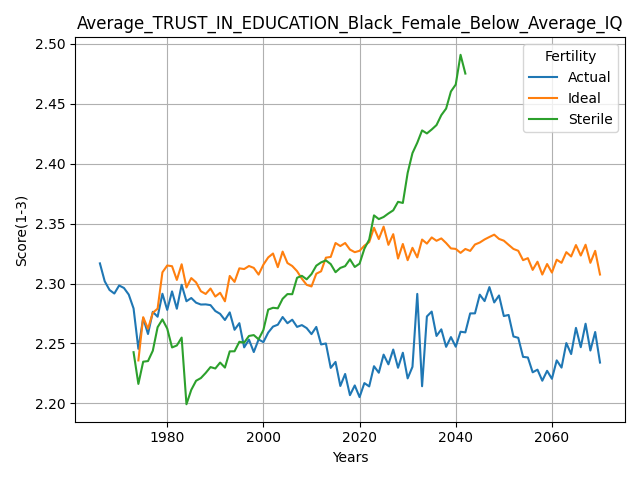 Average_TRUST_IN_EDUCATION_Black_Female_Below_Average_IQ
2.50
2.45
2.40
2.35
2.30
2.25
2.20
Score(1-3)
Fertility
Actual
Ideal
Sterile
1980
2000
2020
2040
2060
Years